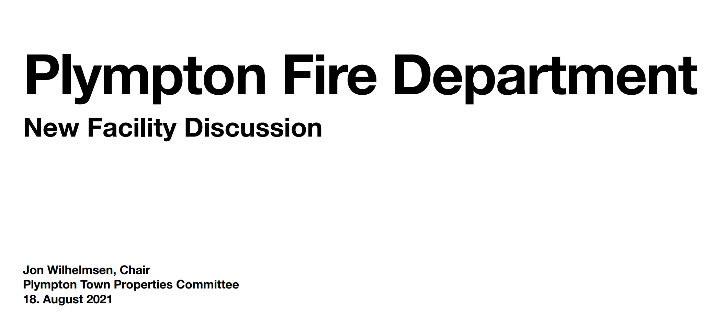 Plympton Fire Department
New Facility Discussion
Jon Wilhelmsen, Chair
Plympton Town Properties Committee
18. August 2021